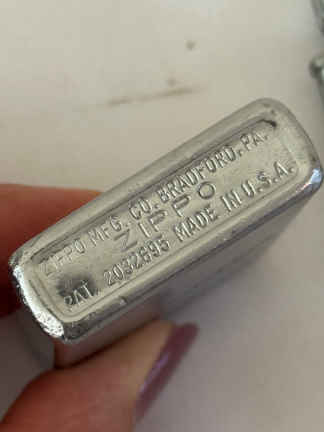 ZIPPO MFG. CO. BRADFORD, PA.
ZIPPO
PAT. 2032695 MADE IN U.S.A.